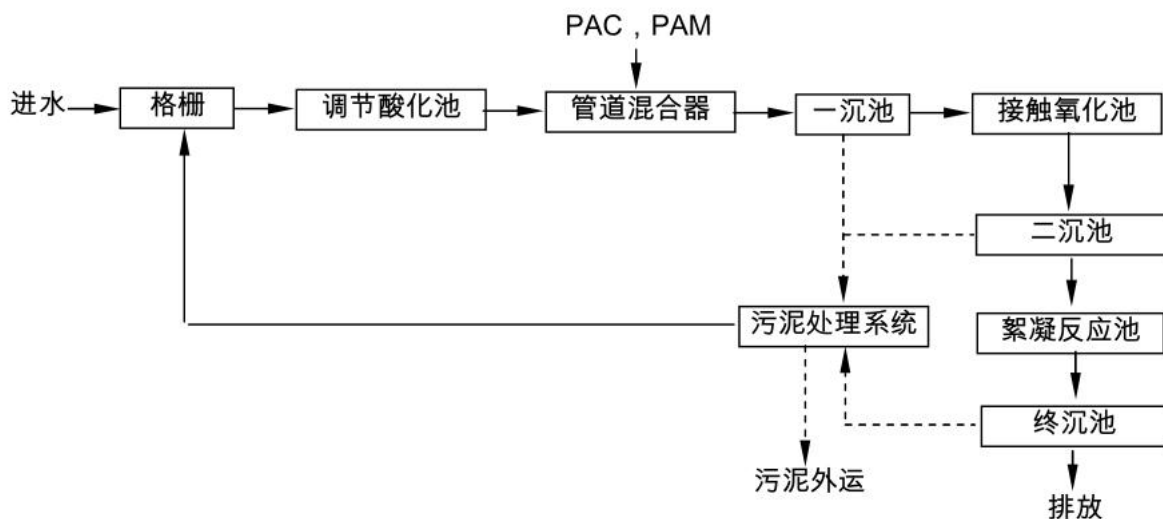 PAC，PAM
进水
格栅
调节酸化池
管道混合器
一沉池
接触氧化池
二沉池
污泥处理系统
絮凝反应池
终沉池
污泥外运
排放